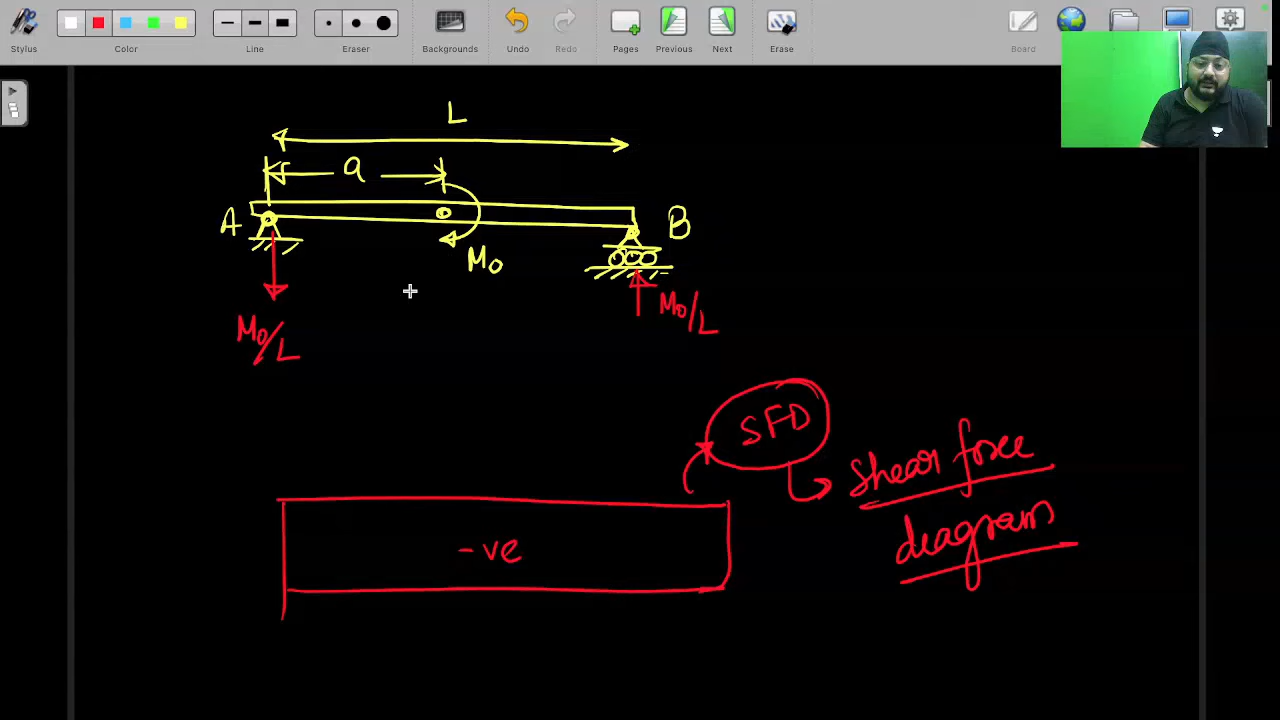 Stylus
Color
Line
Eraser
Backgrounds
Undo
Redo
Pages
Previous
Next
Erase
Board
L
a
A
B
M0
M0/L
M0/L
SFD
shear force
diagram
-ve